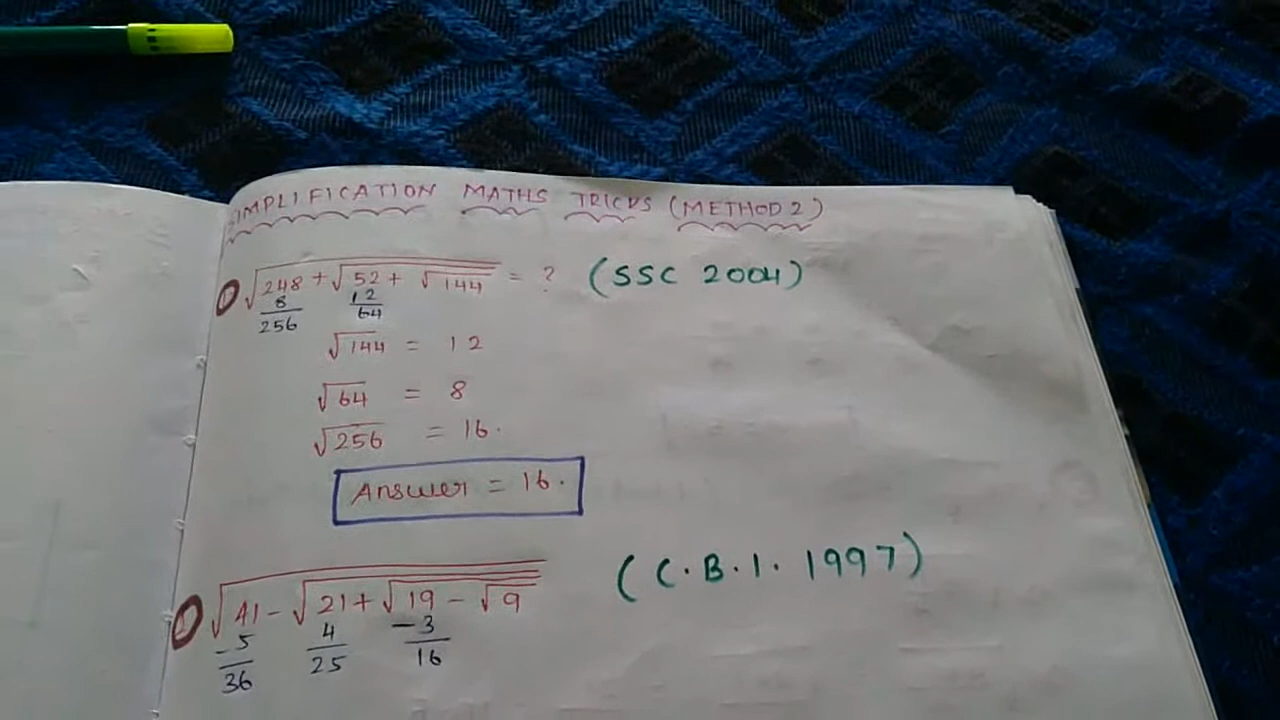 SIMPLIFICATION MATHS TRICKS (METHOD 2)
1 √248 + √52 + √144 = ? (SSC 2004)
8 12
256 64
√144 = 12
√64 = 8
√256 = 16.
Answer = 16.
√41 - √21 + √19 - √9 (C.B.I. 1997)
-5 4 -3
36 25 16